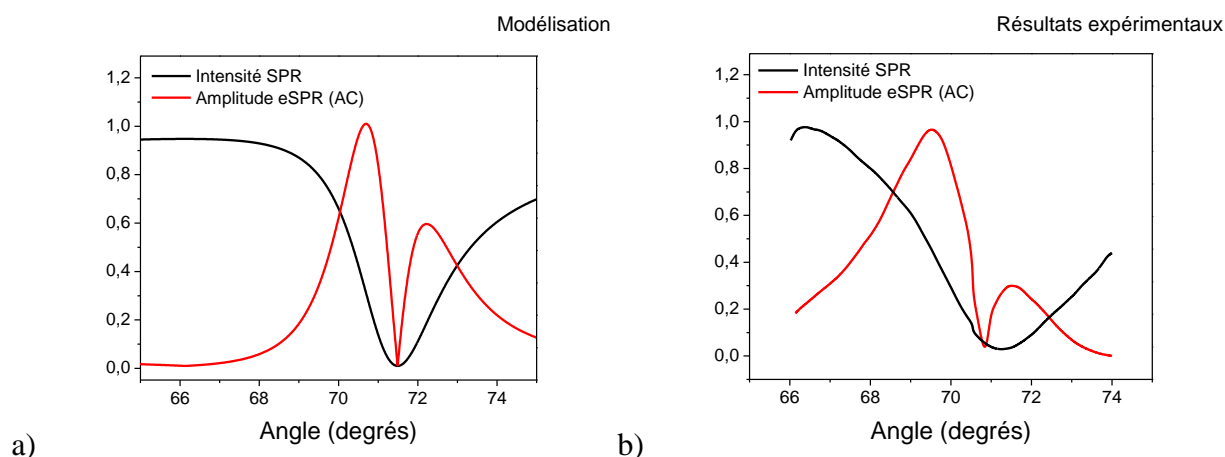 Modélisation
1,2
1,0
0,8
0,6
0,4
0,2
0,0
Intensité SPR
Amplitude eSPR (AC)
66 68 70 72 74
Angle (degrés)
a)
Résultats expérimentaux
1,2
1,0
0,8
0,6
0,4
0,2
0,0
Intensité SPR
Amplitude eSPR (AC)
66 68 70 72 74
Angle (degrés)
b)